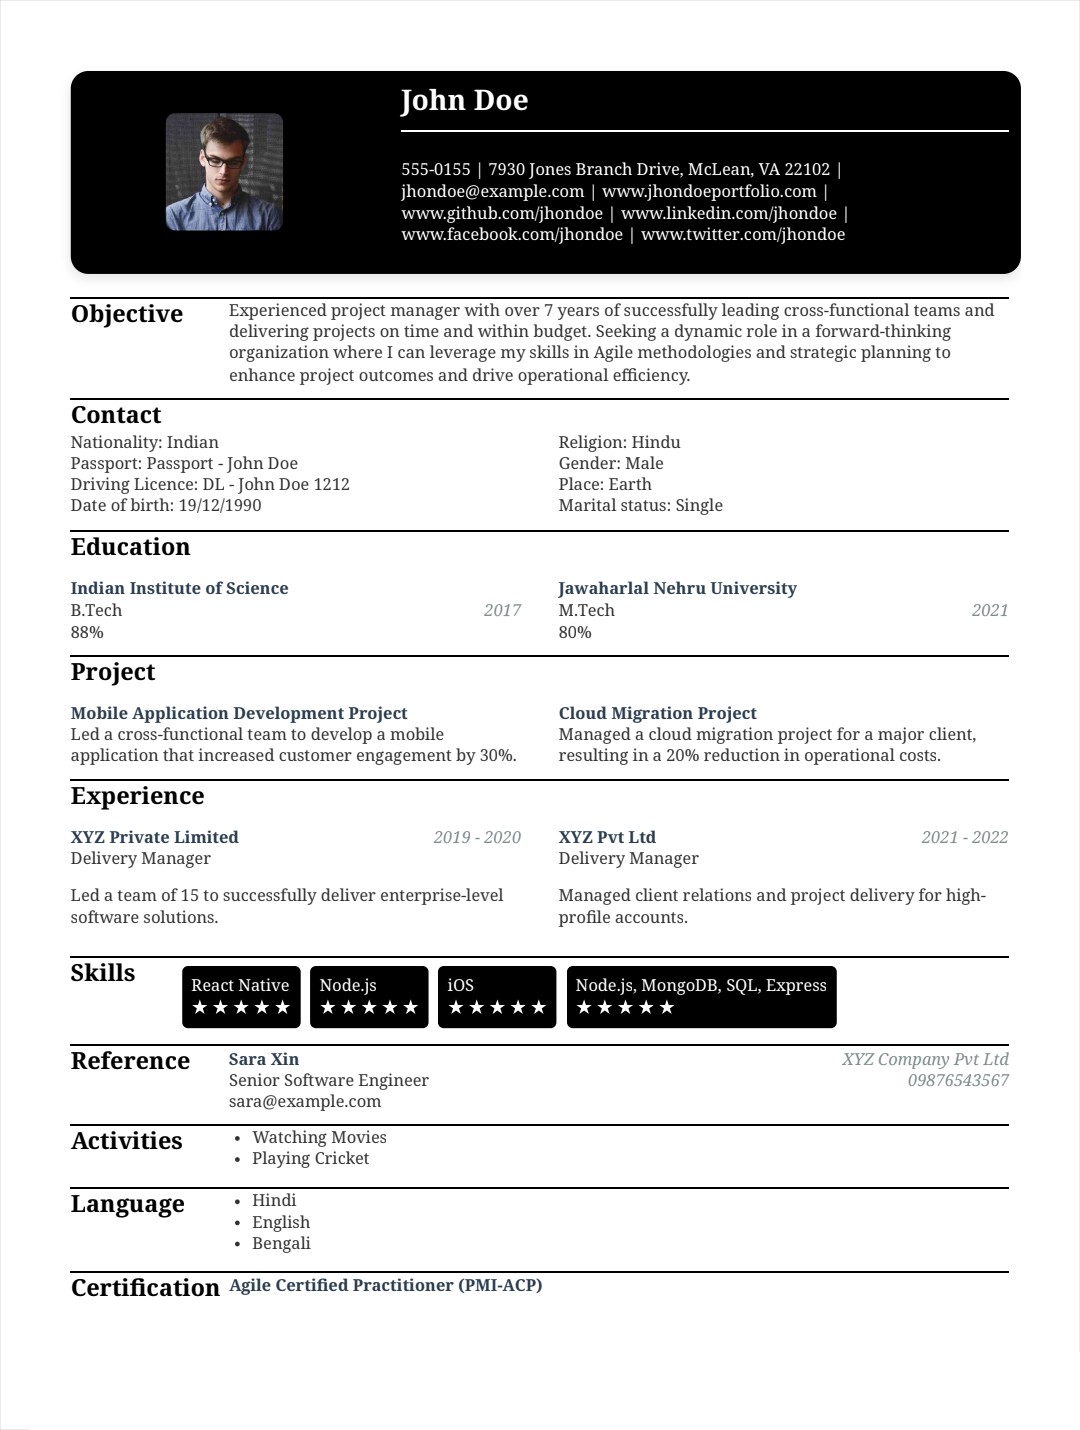 John Doe
555-0155 | 7930 Jones Branch Drive, McLean, VA 22102 |
jhondoe@example.com | www.jhondoeportfolio.com |
www.github.com/jhondoe | www.linkedin.com/jhondoe |
www.facebook.com/jhondoe | www.twitter.com/jhondoe
Objective
Experienced project manager with over 7 years of successfully leading cross-functional teams and
delivering projects on time and within budget. Seeking a dynamic role in a forward-thinking
organization where I can leverage my skills in Agile methodologies and strategic planning to
enhance project outcomes and drive operational efficiency.
Contact
Nationality: Indian
Passport: Passport - John Doe
Driving Licence: DL - John Doe 1212
Date of birth: 19/12/1990
Religion: Hindu
Gender: Male
Place: Earth
Marital status: Single
Education
Indian Institute of Science
B.Tech 2017
88%
Jawaharlal Nehru University
M.Tech 2021
80%
Project
Mobile Application Development Project
Led a cross-functional team to develop a mobile
application that increased customer engagement by 30%.
Cloud Migration Project
Managed a cloud migration project for a major client,
resulting in a 20% reduction in operational costs.
Experience
XYZ Private Limited 2019 - 2020
Delivery Manager
Led a team of 15 to successfully deliver enterprise-level
software solutions.
XYZ Pvt Ltd 2021 - 2022
Delivery Manager
Managed client relations and project delivery for high-
profile accounts.
Skills
React Native
★★★★★
Node.js
★★★★★
iOS
★★★★★
Node.js, MongoDB, SQL, Express
★★★★★
Reference
Sara Xin XYZ Company Pvt Ltd
Senior Software Engineer 09876543567
sara@example.com
Activities
• Watching Movies
• Playing Cricket
Language
• Hindi
• English
• Bengali
Certification
Agile Certified Practitioner (PMI-ACP)